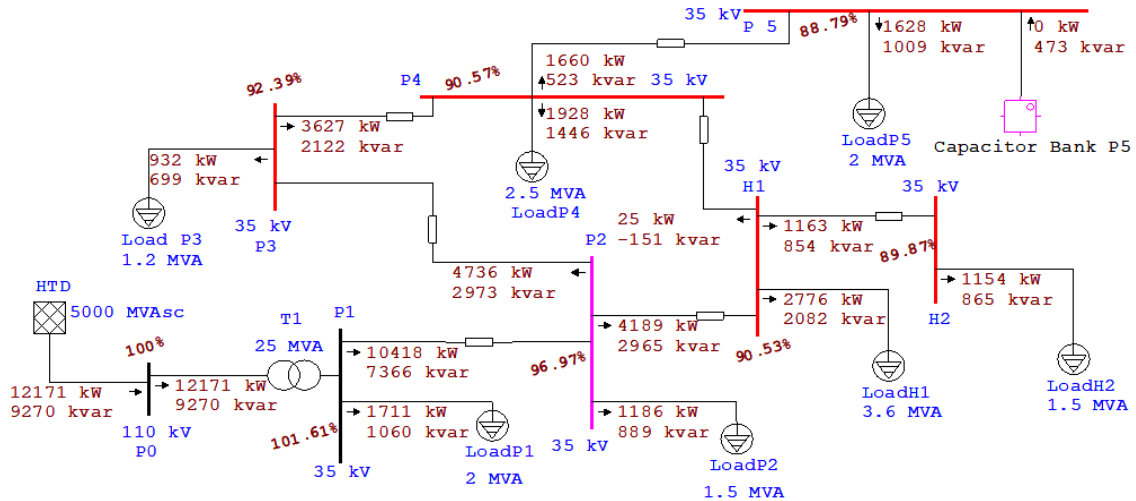 35 kV
P 5
88.79%
1628 kW
1009 kvar
0 kW
473 kvar
1660 kW
523 kvar
P4
90.57%
35 kV
1928 kW
1446 kvar
92.39%
3627 kW
2122 kvar
932 kW
699 kvar
LoadP5
2 MVA
Capacitor Bank P5
2.5 MVA
LoadP4
35 kV
H1
35 kV
Load P3
1.2 MVA
35 kV
P3
P2
25 kW
-151 kvar
1163 kW
854 kvar
89.87%
1154 kW
865 kvar
HTD
5000 MVAsc
4736 kW
2973 kvar
2776 kW
2082 kvar
H2
T1
25 MVA
P1
100%
10418 kW
7366 kvar
96.97%
4189 kW
2965 kvar
90.53%
12171 kW
9270 kvar
12171 kW
9270 kvar
LoadH1
3.6 MVA
LoadH2
1.5 MVA
110 kV
P0
101.61%
1711 kW
1060 kvar
1186 kW
889 kvar
35 kV
LoadP1
2 MVA
35 kV
LoadP2
1.5 MVA